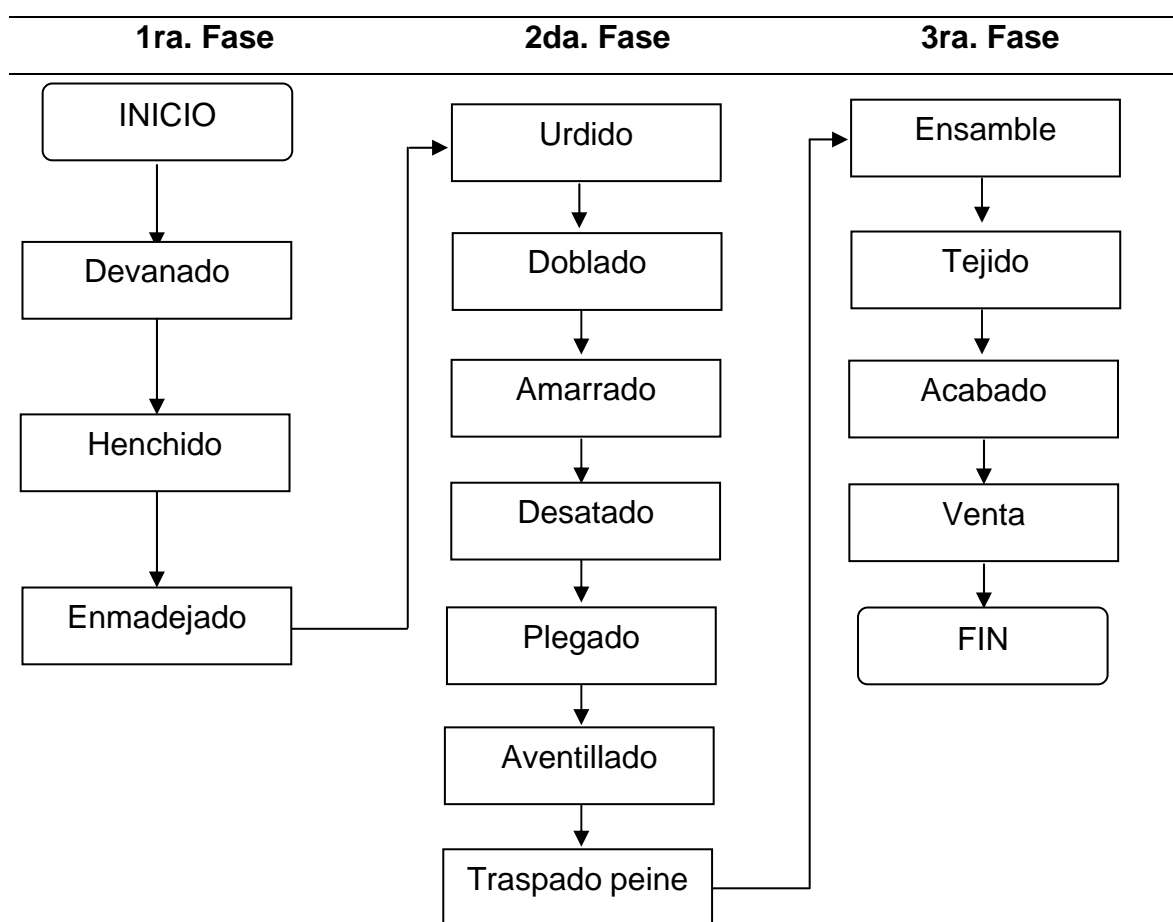 1ra. Fase
2da. Fase
3ra. Fase
INICIO
Devanado
Henchido
Enmadejado
Urdido
Doblado
Amarrado
Desatado
Plegado
Aventillado
Traspado peine
Ensamble
Tejido
Acabado
Venta
FIN